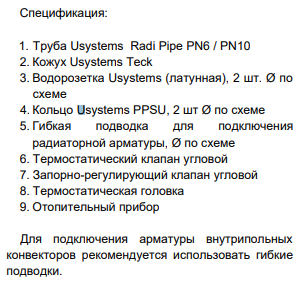 Спецификация:
1. Труба Usystems Radi Pipe PN6 / PN10
2. Кожух Usystems Teck
3. Водорозетка Usystems (латунная), 2 шт. Ø по
схеме
4. Кольцо Usystems PPSU, 2 шт Ø по схеме
5. Гибкая подводка для подключения
радиаторной арматуры, Ø по схеме
6. Термостатический клапан угловой
7. Запорно-регулирующий клапан угловой
8. Термостатическая головка
9. Отопительный прибор
Для подключения арматуры внутрипольных
конвекторов рекомендуется использовать гибкие
подводки.